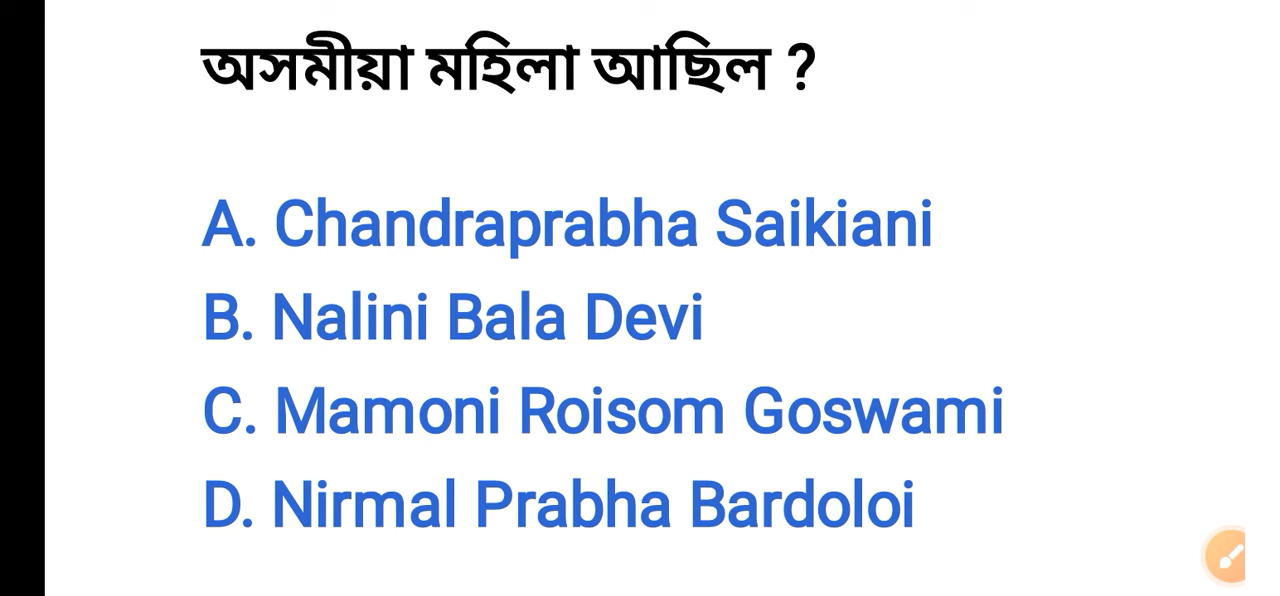 অসমীয়া মহিলা আছিল ?
A. Chandraprabha Saikiani
B. Nalini Bala Devi
C. Mamoni Roisom Goswami
D. Nirmal Prabha Bardoloi